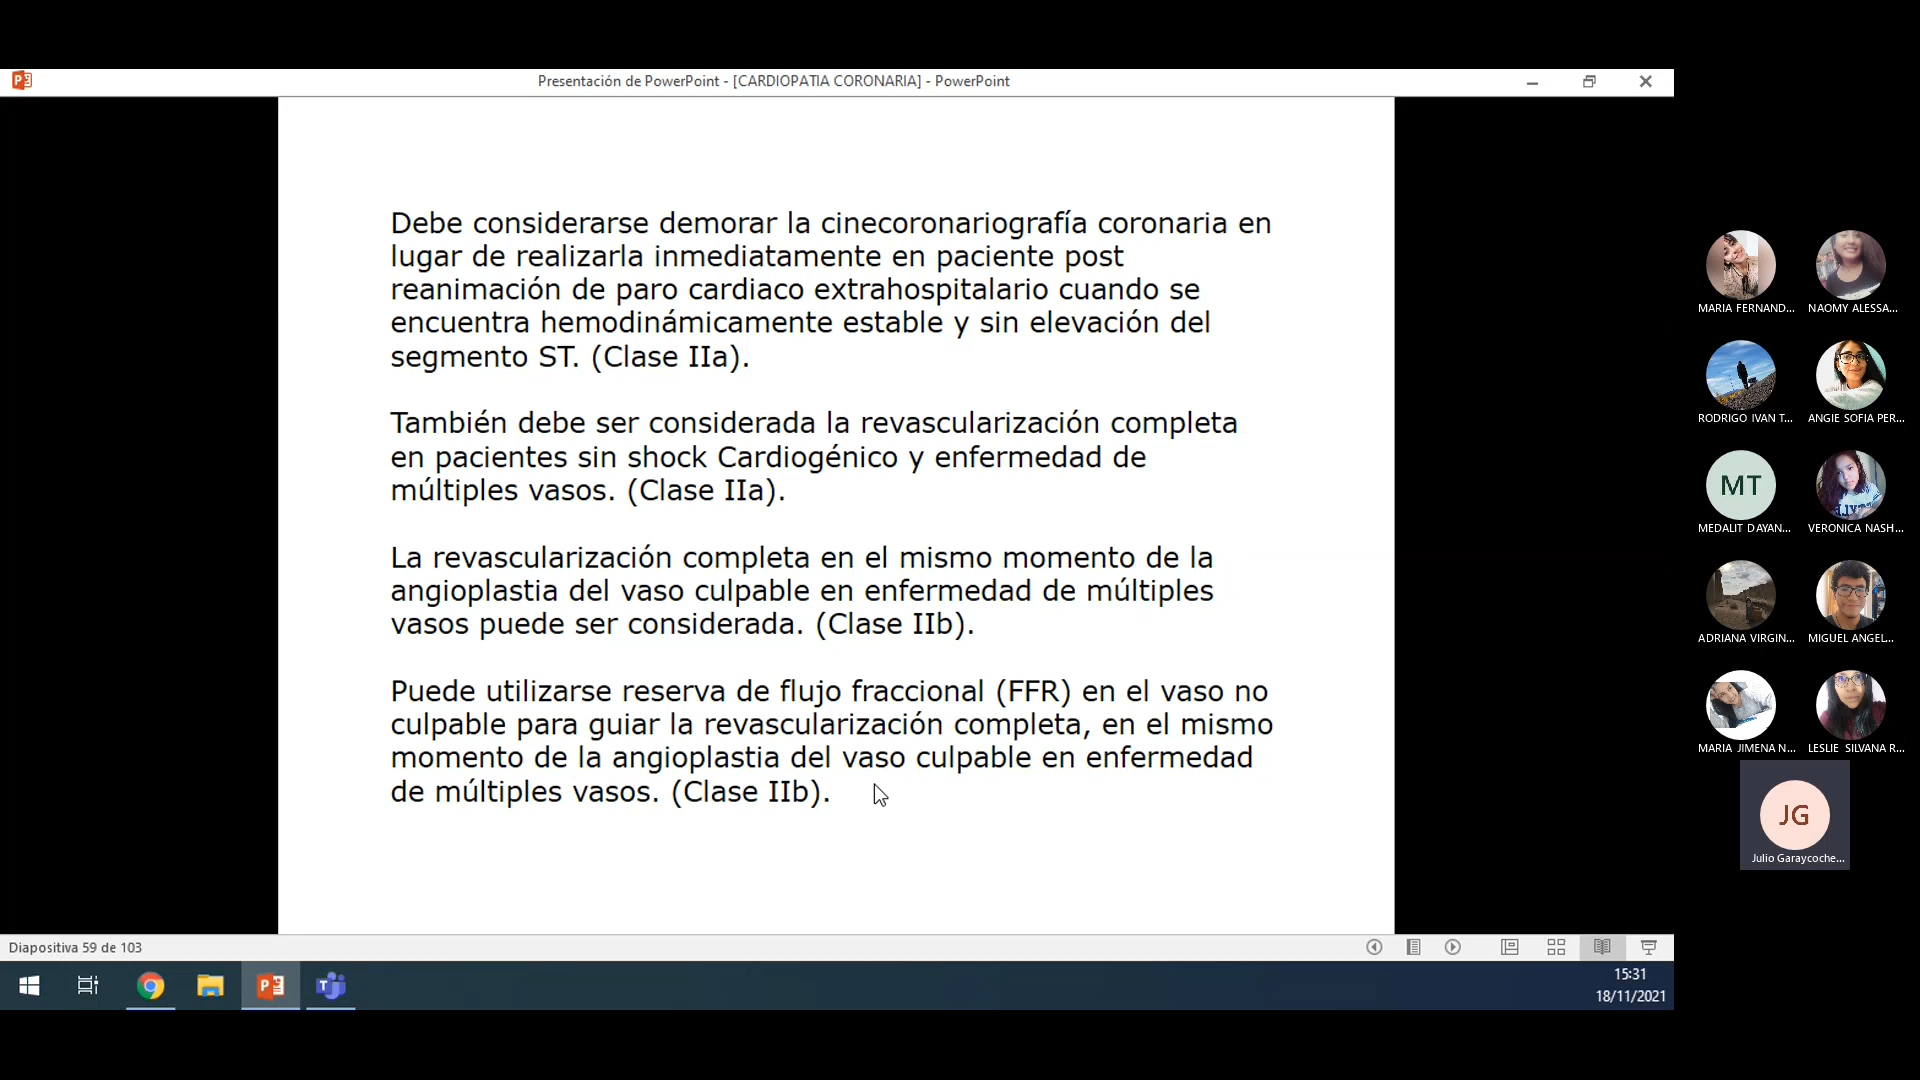 Presentación de PowerPoint - [CARDIOPATIA CORONARIA] - PowerPoint
Debe considerarse demorar la cinecoronariografía coronaria en
lugar de realizarla inmediatamente en paciente post
reanimación de paro cardiaco extrahospitalario cuando se
encuentra hemodinámicamente estable y sin elevación del
segmento ST. (Clase IIa).
También debe ser considerada la revascularización completa
en pacientes sin shock Cardiogénico y enfermedad de
múltiples vasos. (Clase IIa).
La revascularización completa en el mismo momento de la
angioplastia del vaso culpable en enfermedad de múltiples
vasos puede ser considerada. (Clase IIb).
Puede utilizarse reserva de flujo fraccional (FFR) en el vaso no
culpable para guiar la revascularización completa, en el mismo
momento de la angioplastia del vaso culpable en enfermedad
de múltiples vasos. (Clase IIb).
MARIA FERNAND...
NAOMY ALESSA...
RODRIGO IVAN T...
ANGIE SOFIA PER...
MT
MEDALIT DAYAN...
VERONICA NASH...
ADRIANA VIRGIN...
MIGUEL ANGEL...
MARIA JIMENA N...
LESLIE SILVANA R...
JG
Julio Garaycoche...
Diapositiva 59 de 103
15:31
18/11/2021